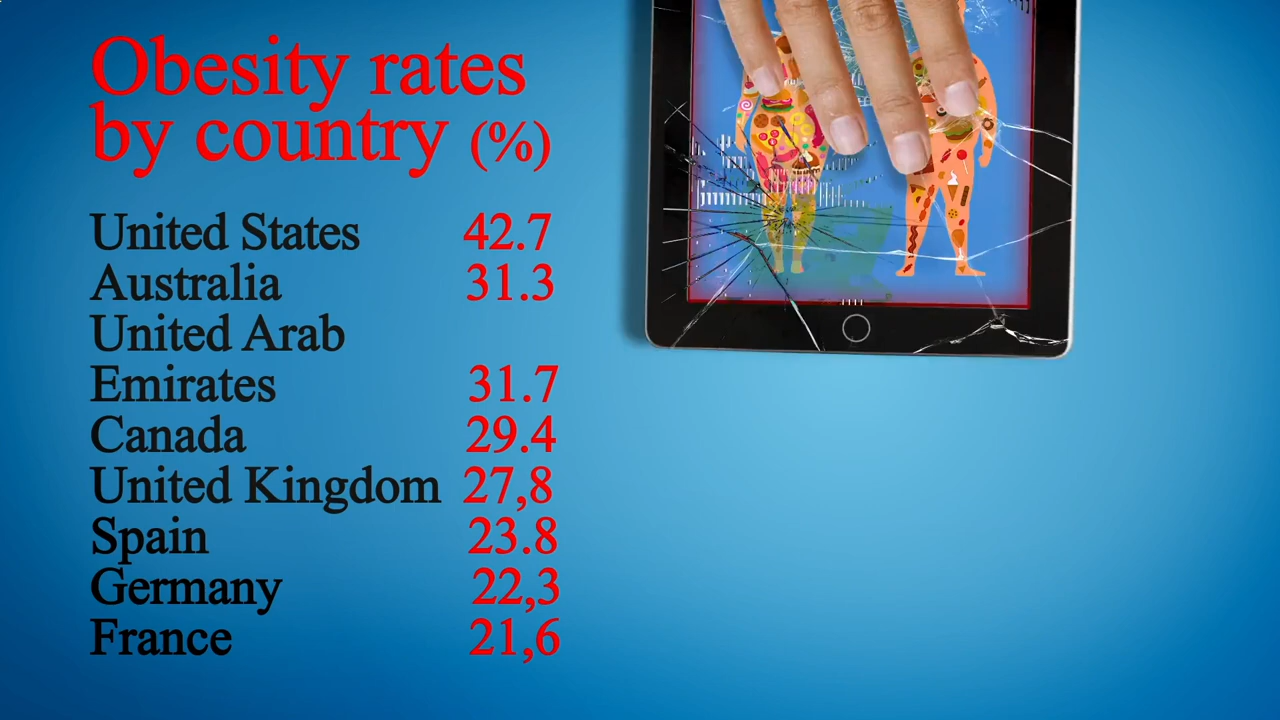 Obesity rates
by country (%)
United States 42.7
Australia 31.3
United Arab
Emirates 31.7
Canada 29.4
United Kingdom 27,8
Spain 23.8
Germany 22,3
France 21,6